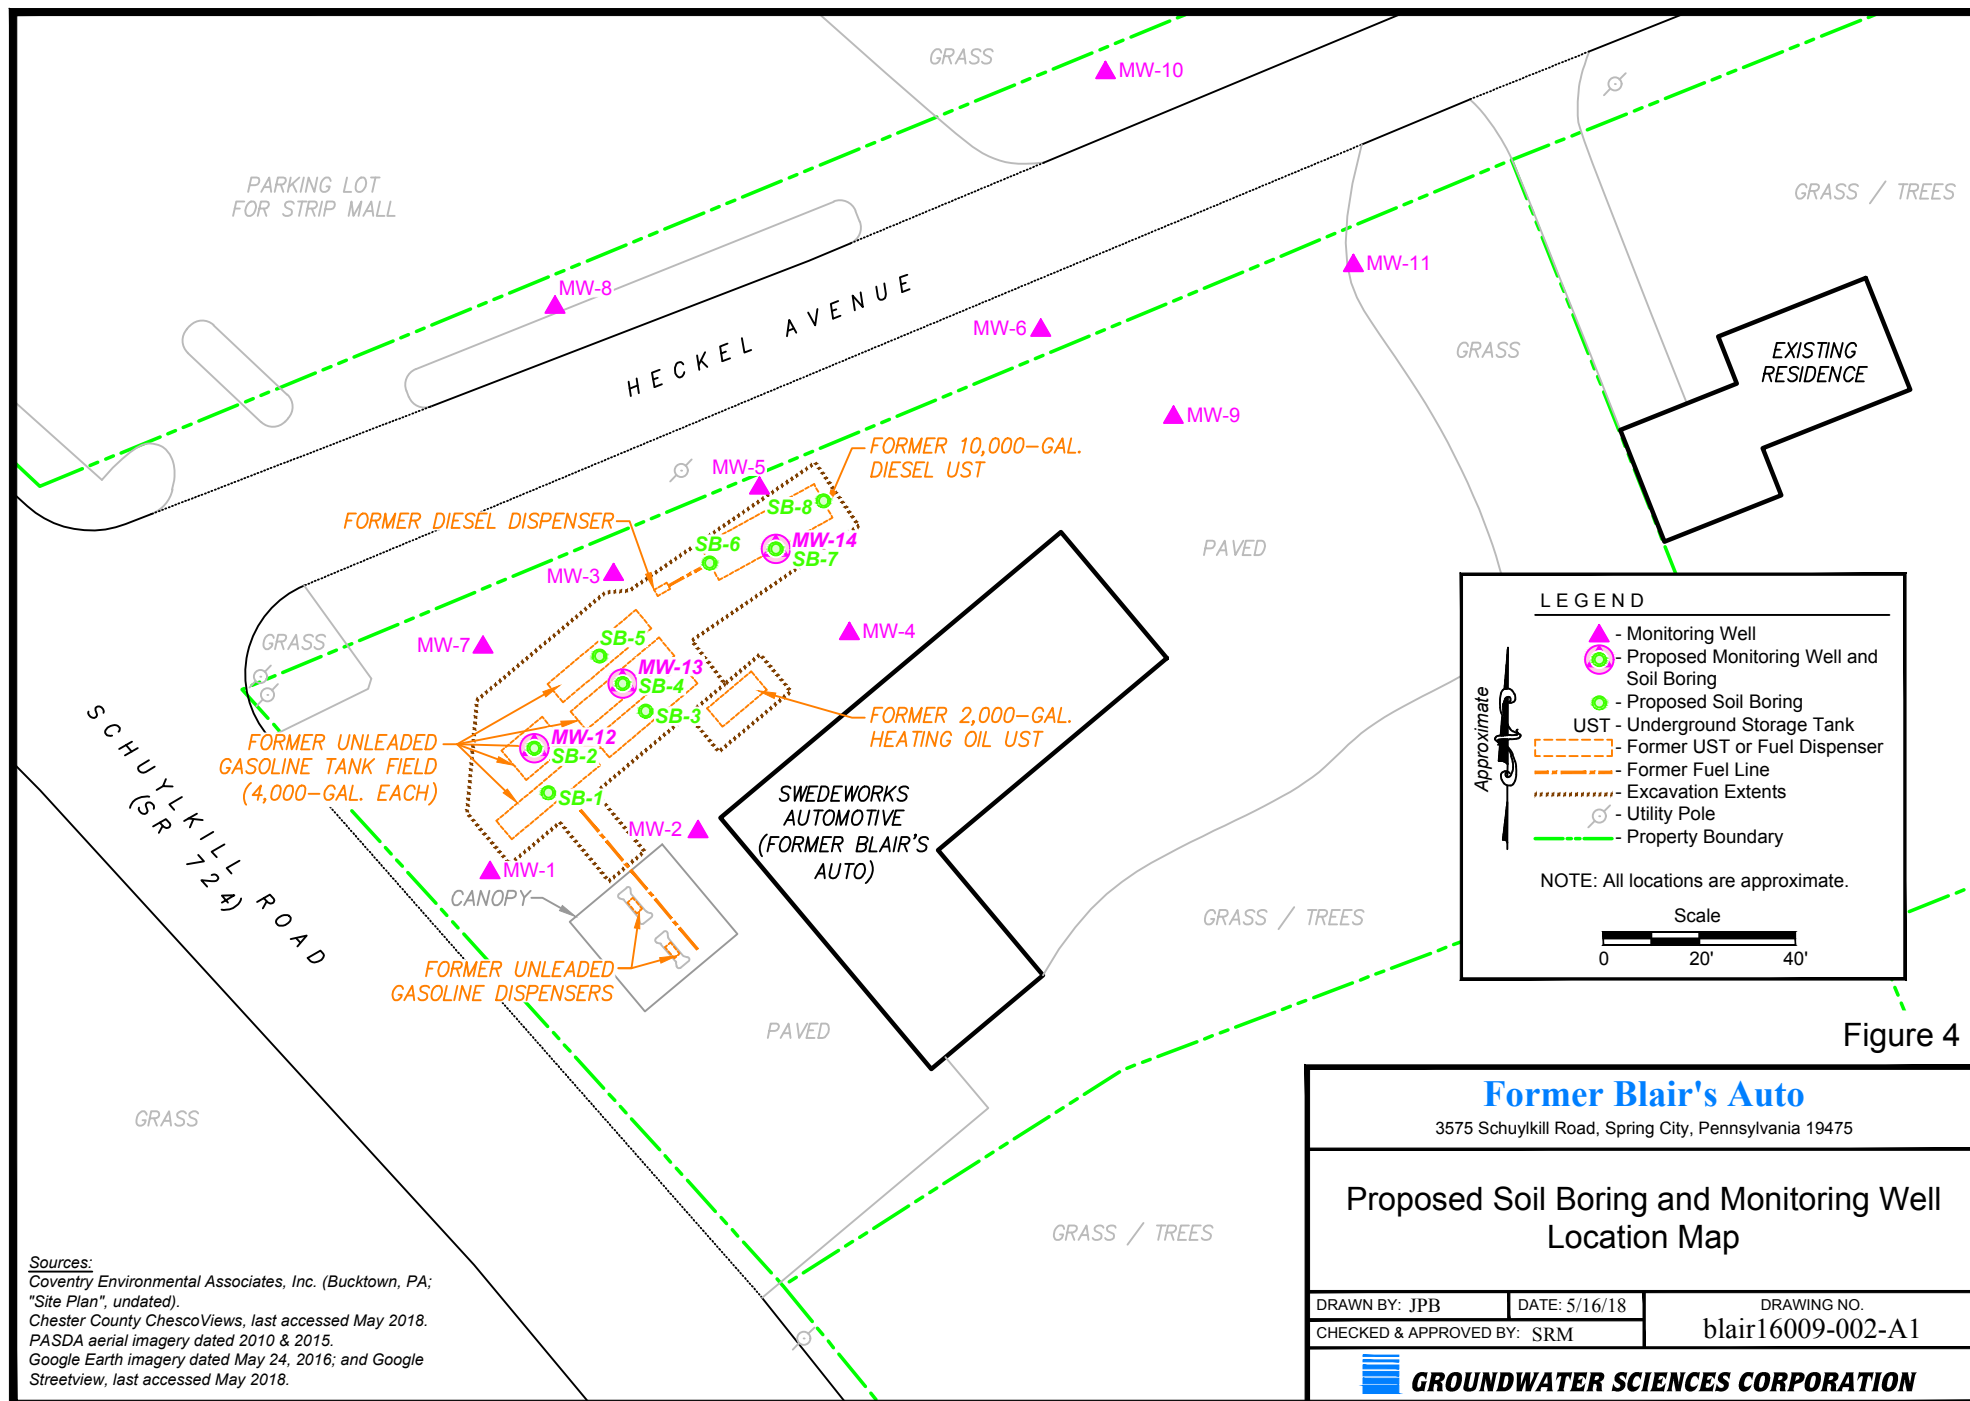 GRASS
MW-10
PARKING LOT
FOR STRIP MALL
GRASS / TREES
MW-8
MW-11
HECKEL AVENUE
MW-6
GRASS
EXISTING
RESIDENCE
MW-9
FORMER 10,000-GAL.
DIESEL UST
MW-5
SB-8
FORMER DIESEL DISPENSER
SB-6
MW-14
SB-7
PAVED
MW-3
MW-4
MW-7
GRASS
SB-5
MW-13
SB-4
SB-3
FORMER 2,000-GAL.
HEATING OIL UST
FORMER UNLEADED
GASOLINE TANK FIELD
(4,000-GAL. EACH)
MW-12
SB-2
SB-1
SCHUYLKILL ROAD
(SR 724)
MW-2
MW-1
CANOPY
SWEDEWORKS
AUTOMOTIVE
(FORMER BLAIR'S
AUTO)
FORMER UNLEADED
GASOLINE DISPENSERS
PAVED
GRASS / TREES
GRASS
GRASS / TREES
LEGEND
- Monitoring Well
- Proposed Monitoring Well and
Soil Boring
- Proposed Soil Boring
UST - Underground Storage Tank
- Former UST or Fuel Dispenser
- Former Fuel Line
- Excavation Extents
- Utility Pole
- Property Boundary
Approximate
NOTE: All locations are approximate.
Scale
0 20' 40'
Figure 4
Former Blair's Auto
3575 Schuylkill Road, Spring City, Pennsylvania 19475
Proposed Soil Boring and Monitoring Well
Location Map
DRAWN BY: JPB
DATE: 5/16/18
CHECKED & APPROVED BY: SRM
DRAWING NO.
blair16009-002-A1
GROUNDWATER SCIENCES CORPORATION
Sources:
Coventry Environmental Associates, Inc. (Bucktown, PA;
"Site Plan", undated).
Chester County ChescoViews, last accessed May 2018.
PASDA aerial imagery dated 2010 & 2015.
Google Earth imagery dated May 24, 2016; and Google
Streetview, last accessed May 2018.